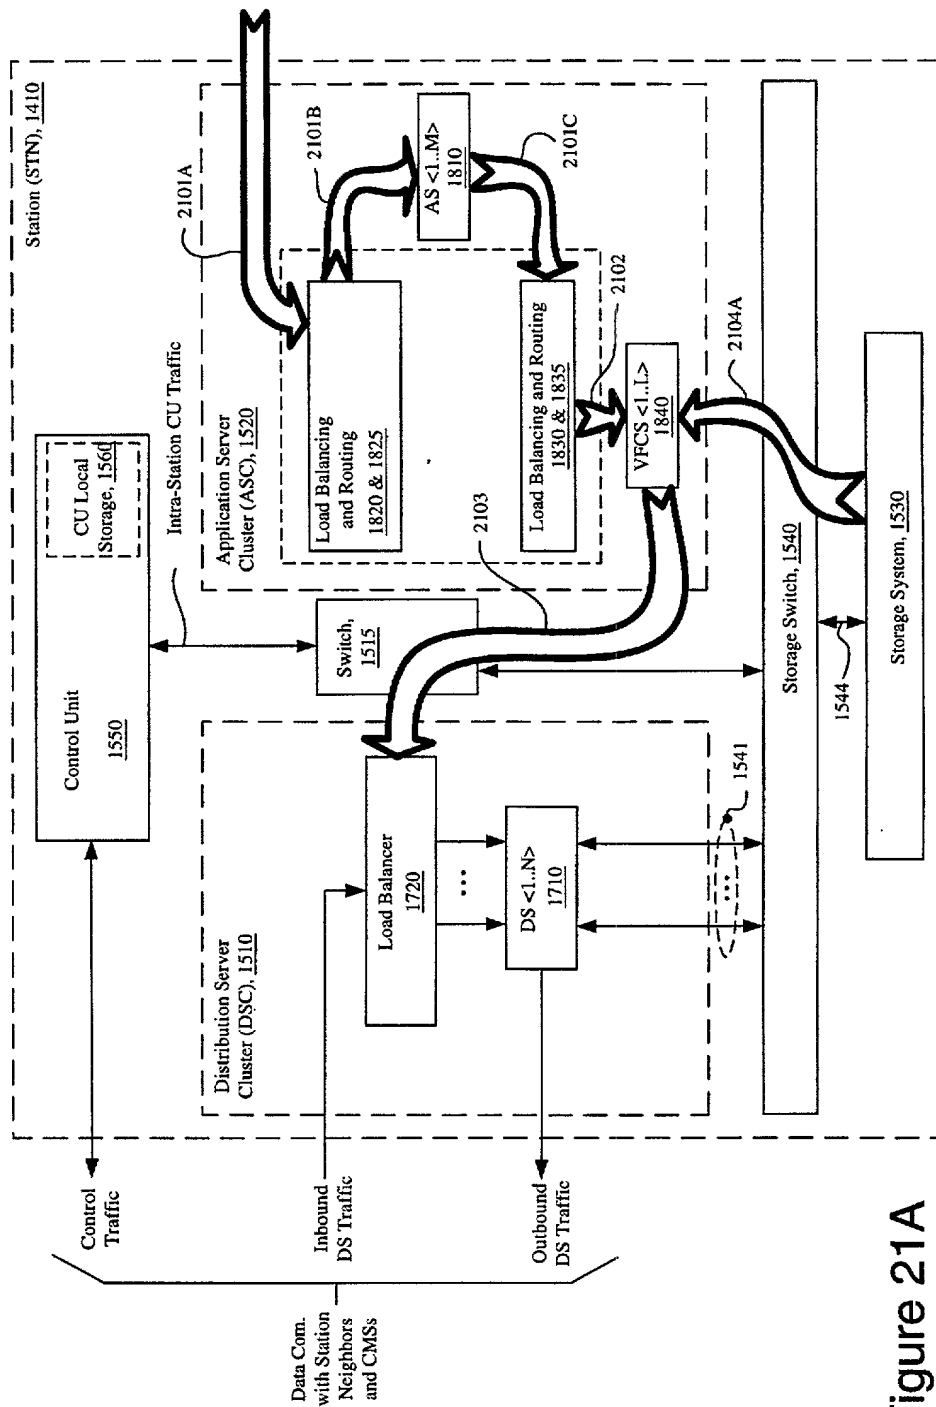 Station (STN), 1410
Control Unit
1550
CU Local
Storage, 1560
Control
Traffic
Intra-Station CU Traffic
2101A
Distribution Server
Cluster (DSC), 1510
Switch,
1515
Application Server
Cluster (ASC), 1520
Load Balancing
and Routing
1820 & 1825
2101B
AS <1..M>
1810
2101C
Data Com.
with Station
Neighbors
and CMSs
Inbound
DS Traffic
Load Balancer
1720
2103
Load Balancing and Routing
1830 & 1835
2102
...
DS <1..N>
1710
VFCS <1..L>
1840
Outbound
DS Traffic
...
1541
2104A
Storage Switch, 1540
1544
Storage System, 1530
Figure 21A